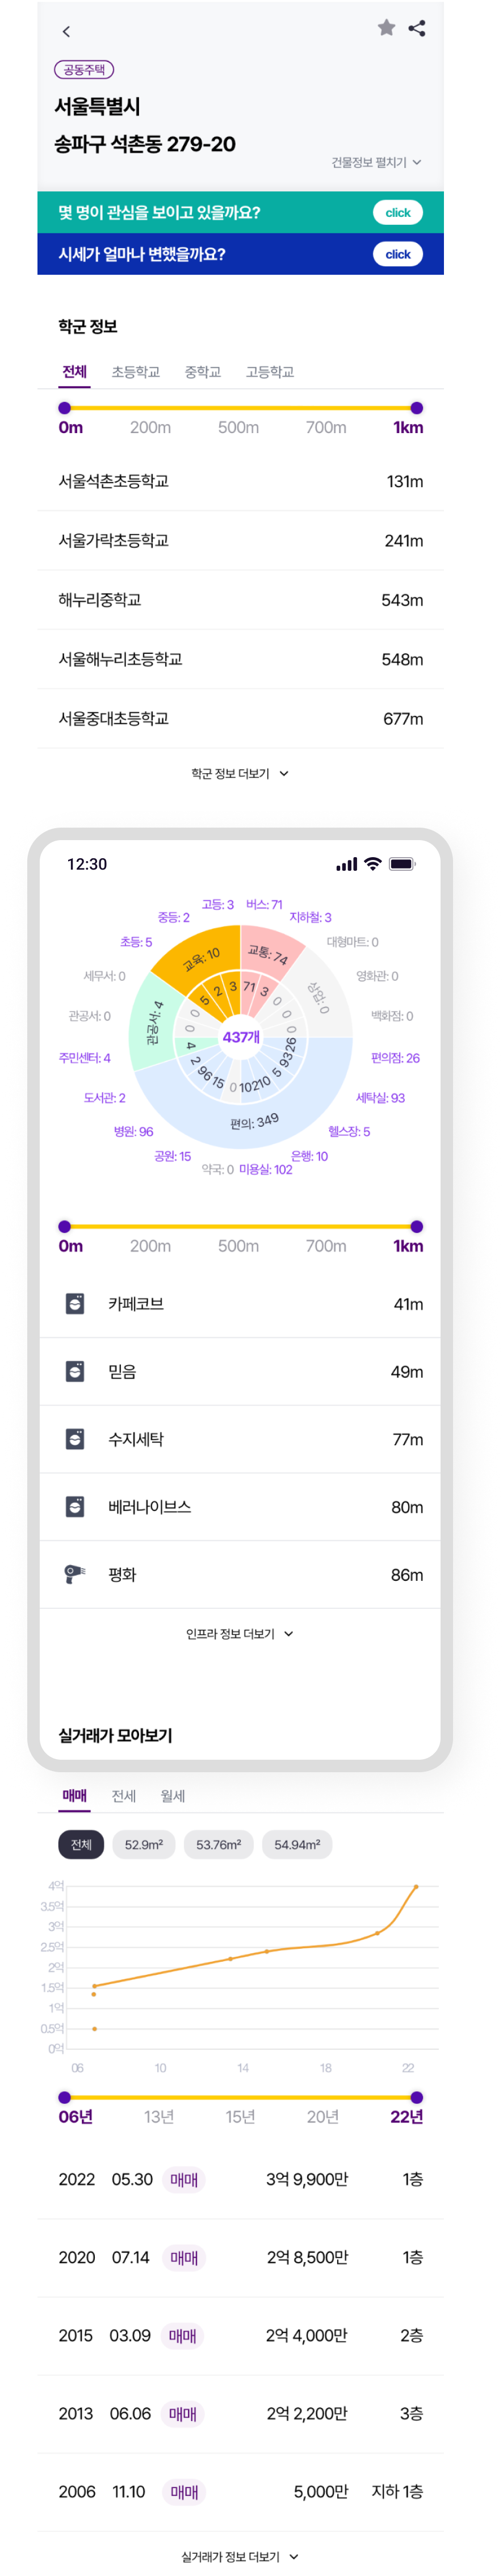 공동주택
서울특별시
송파구 석촌동 279-20
건물정보 펼치기
몇 명이 관심을 보이고 있을까요? click
시세가 얼마나 변했을까요? click
학군 정보
전체 초등학교 중학교 고등학교
0m 200m 500m 700m 1km
서울석촌초등학교 131m
서울가락초등학교 241m
해누리중학교 543m
서울해누리초등학교 548m
서울중대초등학교 677m
학군 정보 더보기
12:30
고등: 3 버스: 71
중등: 2 지하철: 3
초등: 5 대형마트: 0
세무서: 0 영화관: 0
관공서: 0 백화점: 0
주민센터: 4 편의점: 26
도서관: 2 세탁실: 93
병원: 96 헬스장: 5
공원: 15 은행: 10
약국: 0 미용실: 102
교육: 10
교통: 74
상업: 0
관공서: 4
편의: 349
5 2 3 71 3 0 0 0 26 93 5 10 102 0 15 96 2 4 0 0
437개
0m 200m 500m 700m 1km
카페코브 41m
믿음 49m
수지세탁 77m
베러나이브스 80m
평화 86m
인프라 정보 더보기
실거래가 모아보기
매매 전세 월세
전체 52.9m² 53.76m² 54.94m²
4억
3.5억
3억
2.5억
2억
1.5억
1억
0.5억
0억
06 10 14 18 22
06년 13년 15년 20년 22년
2022 05.30 매매 3억 9,900만 1층
2020 07.14 매매 2억 8,500만 1층
2015 03.09 매매 2억 4,000만 2층
2013 06.06 매매 2억 2,200만 3층
2006 11.10 매매 5,000만 지하 1층
실거래가 정보 더보기